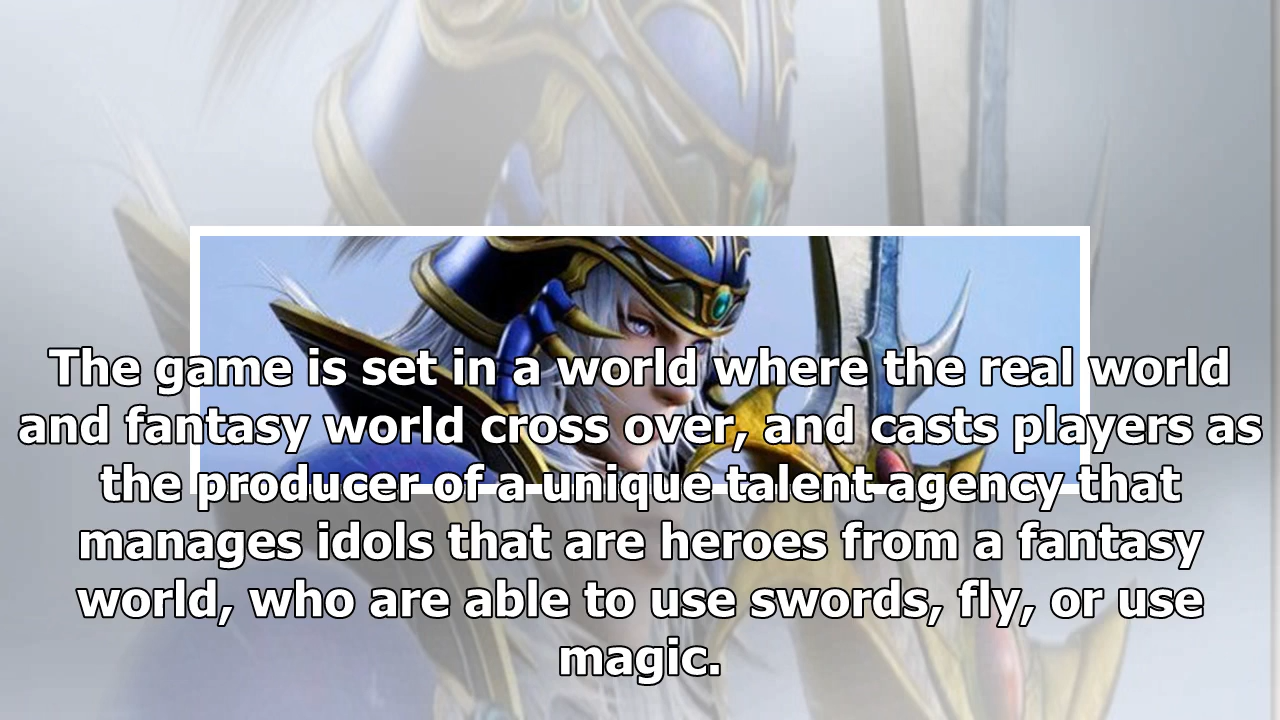 The game is set in a world where the real world
and fantasy world cross over, and casts players as
the producer of a unique talent agency that
manages idols that are heroes from a fantasy
world, who are able to use swords, fly, or use
magic.